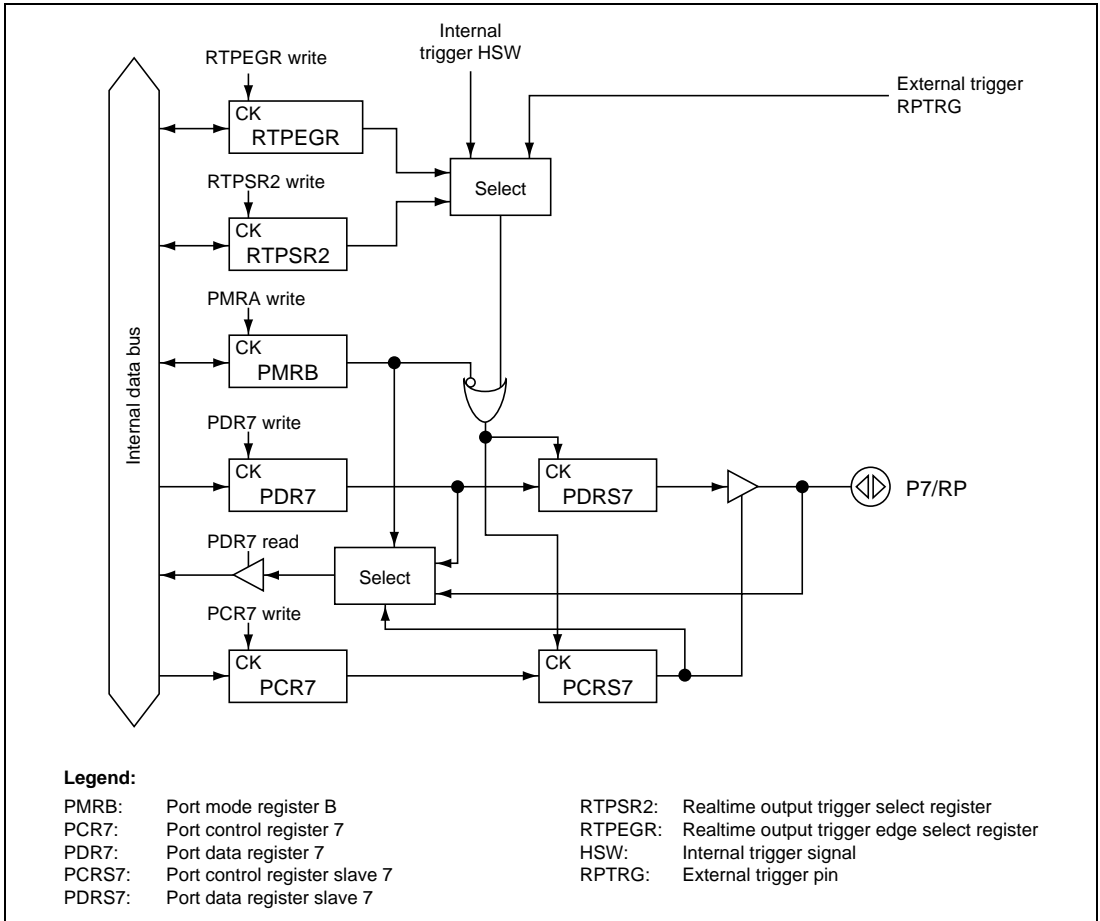 Internal
trigger HSW
External trigger
RPTRG
RTPEGR write
CK
RTPEGR
RTPSR2 write
CK
RTPSR2
Select
PMRA write
CK
PMRB
Internal data bus
PDR7 write
CK
PDR7
CK
PDRS7
P7/RP
PDR7 read
Select
PCR7 write
CK
PCR7
CK
PCRS7
Legend:
PMRB: Port mode register B
PCR7: Port control register 7
PDR7: Port data register 7
PCRS7: Port control register slave 7
PDRS7: Port data register slave 7
RTPSR2: Realtime output trigger select register
RTPEGR: Realtime output trigger edge select register
HSW: Internal trigger signal
RPTRG: External trigger pin